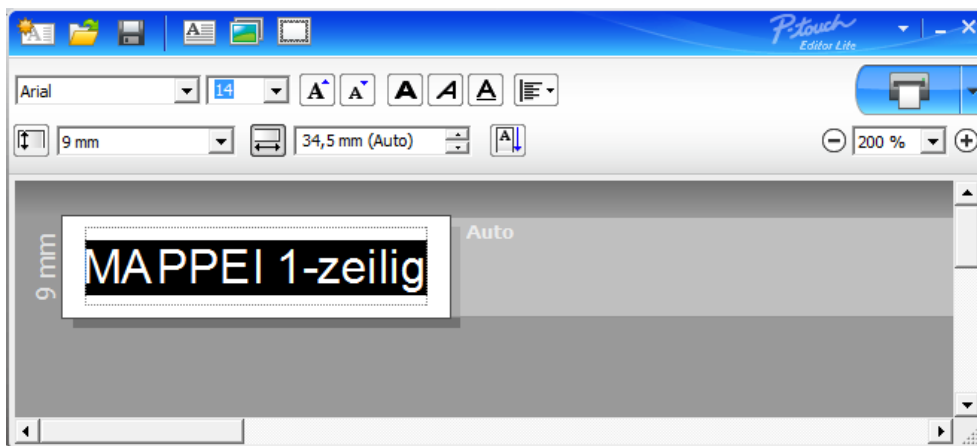 P-touch
Editor Lite
Arial 14 A A A A A
9 mm 34,5 mm (Auto) A 200 %
9 mm
MAPPEI 1-zeilig
Auto